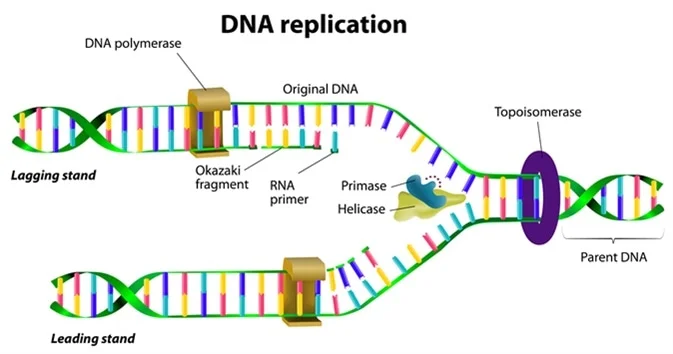 DNA replication
DNA polymerase
Original DNA
Topoisomerase
Lagging stand
Okazaki
fragment
RNA
primer
Primase
Helicase
Parent DNA
Leading stand